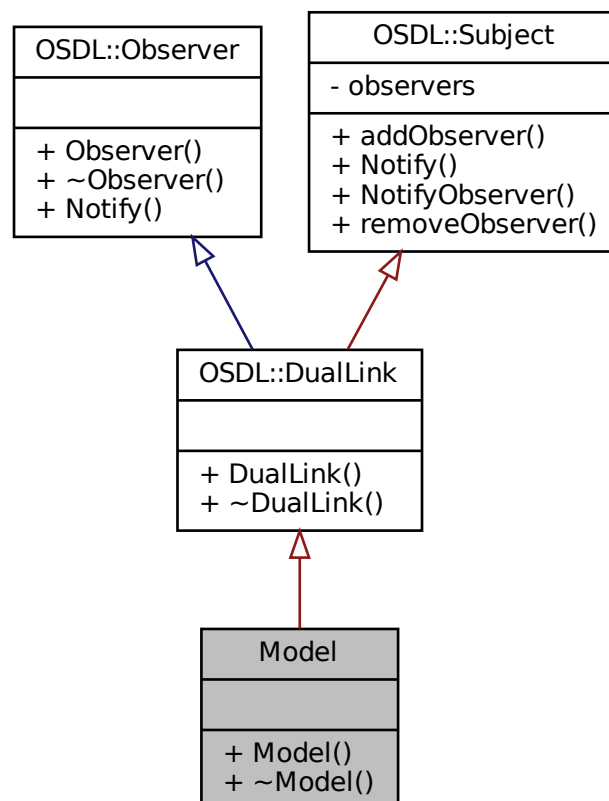 OSDL::Observer
+ Observer()
+ ~Observer()
+ Notify()
OSDL::Subject
- observers
+ addObserver()
+ Notify()
+ NotifyObserver()
+ removeObserver()
OSDL::DualLink
+ DualLink()
+ ~DualLink()
Model
+ Model()
+ ~Model()